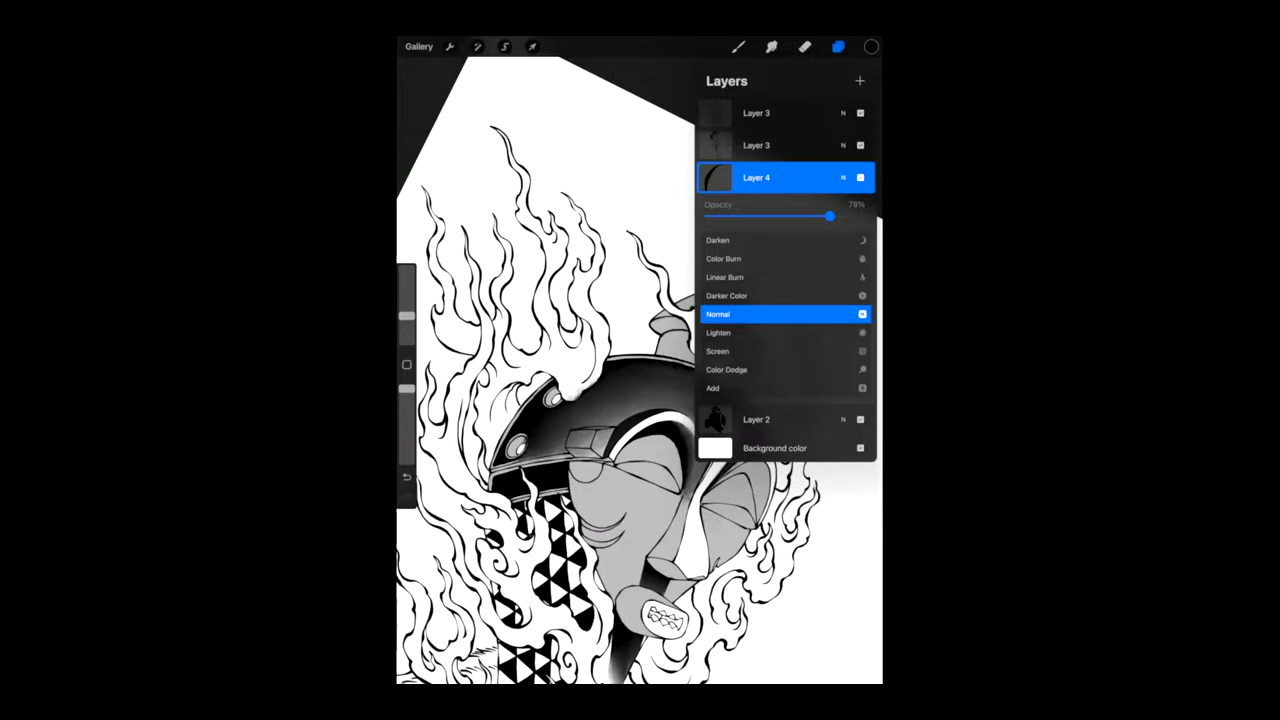 Gallery
Layers
Layer 3 N
Layer 3 N
Layer 4 N
Opacity 78%
Darken
Color Burn
Linear Burn
Darker Color
Normal N
Lighten
Screen
Color Dodge
Add
Layer 2 N
Background color